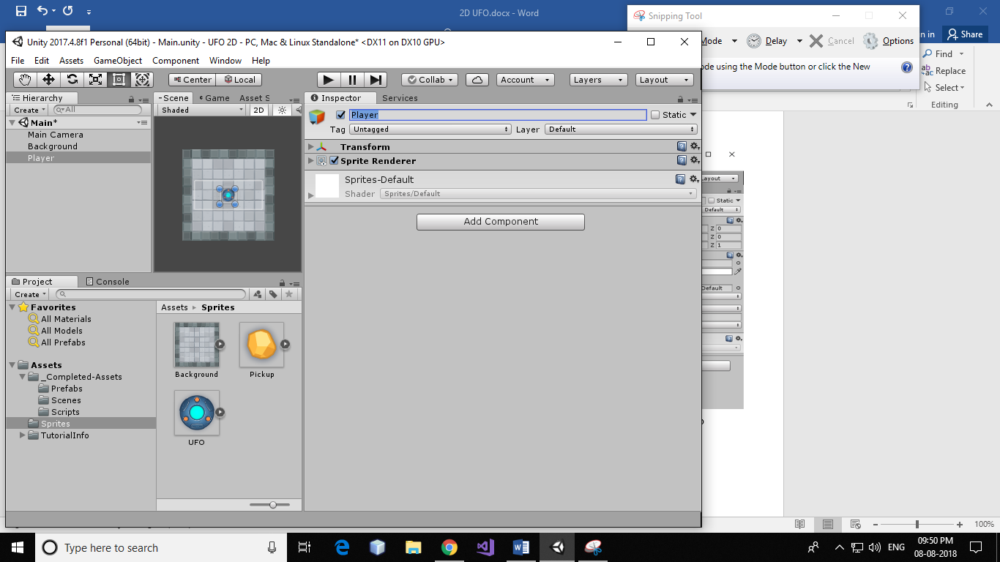 2D UFO.docx - Word
Snipping Tool
Mode
Delay
Cancel
Options
ode using the Mode button or click the New
n in
Share
Find
Replace
Select
Editing
Unity 2017.4.8f1 Personal (64bit) - Main.unity - UFO 2D - PC, Mac & Linux Standalone* <DX11 on DX10 GPU>
File Edit Assets GameObject Component Window Help
Center Local Collab Account Layers Layout
Hierarchy
Create All
Main*
Main Camera
Background
Player
Scene Game Asset S
Shaded 2D
Inspector Services
Player Static
Tag Untagged Layer Default
Transform
Sprite Renderer
Sprites-Default
Shader Sprites/Default
Add Component
Project Console
Create
Favorites
All Materials
All Models
All Prefabs
Assets
_Completed-Assets
Prefabs
Scenes
Scripts
Sprites
TutorialInfo
Assets Sprites
Background
Pickup
UFO
Layout
Static
Default
Z 0
Z 0
Z 1
Default
100%
Type here to search
ENG
09:50 PM
08-08-2018